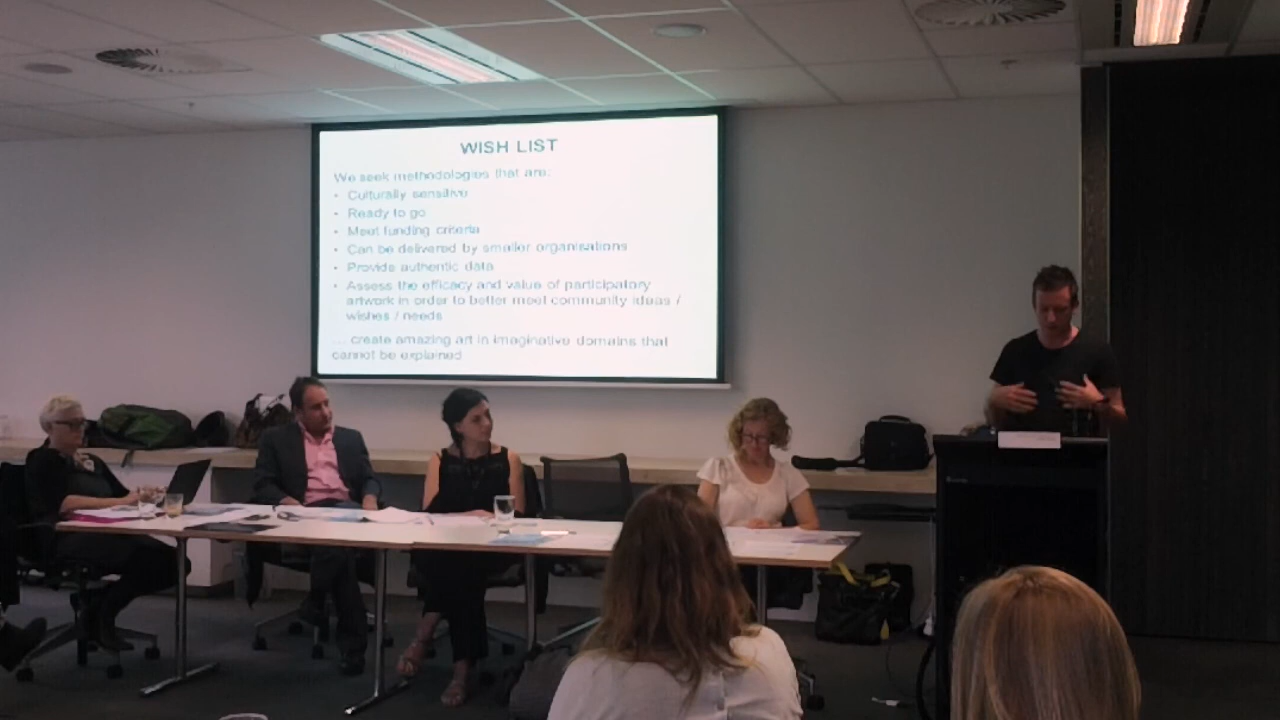 WISH LIST
We seek methodologies that are:
• Culturally sensitive
• Ready to go
• Meet funding criteria
• Can be delivered by smaller organisations
• Provide authentic data
• Assess the efficacy and value of participatory
artwork in order to better meet community ideas /
wishes / needs
... create amazing art in imaginative domains that
cannot be explained